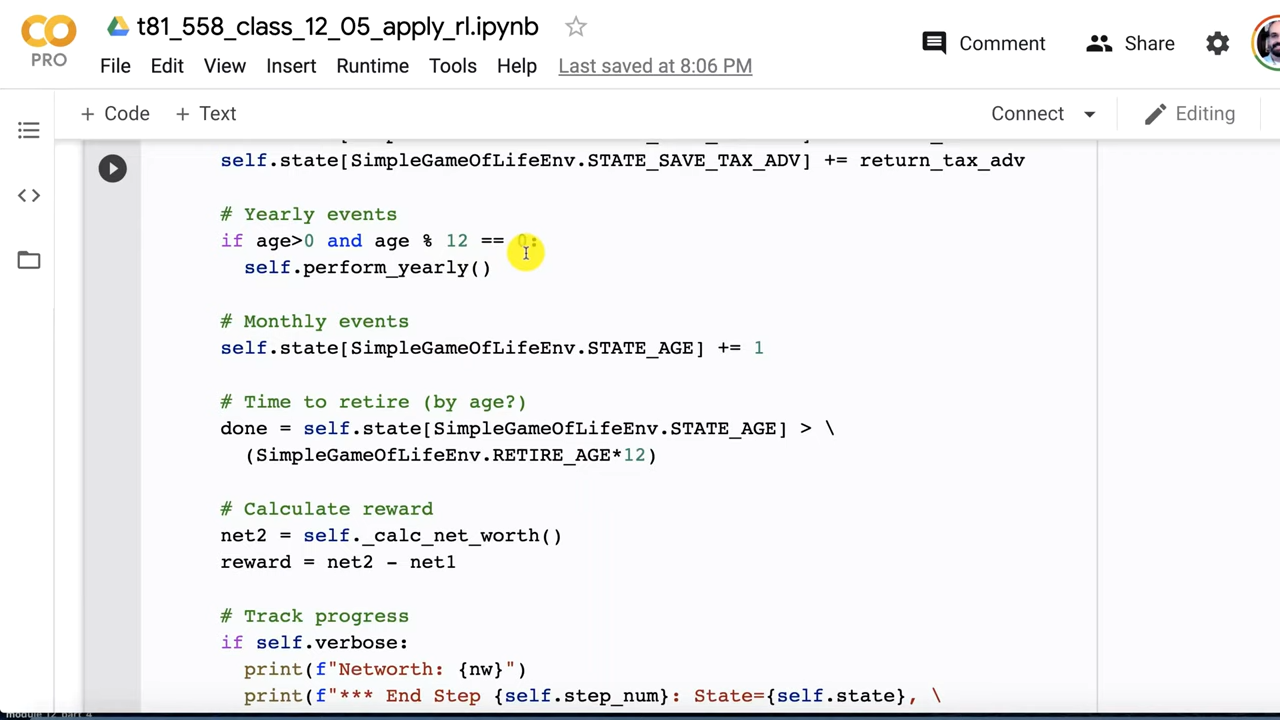 t81_558_class_12_05_apply_rl.ipynb
PRO
File Edit View Insert Runtime Tools Help Last saved at 8:06 PM
Comment Share
+ Code + Text
Connect Editing
self.state[SimpleGameOfLifeEnv.STATE_SAVE_TAX_ADV] += return_tax_adv
# Yearly events
if age>0 and age % 12 == 0:
self.perform_yearly()
# Monthly events
self.state[SimpleGameOfLifeEnv.STATE_AGE] += 1
# Time to retire (by age?)
done = self.state[SimpleGameOfLifeEnv.STATE_AGE] > \
(SimpleGameOfLifeEnv.RETIRE_AGE*12)
# Calculate reward
net2 = self._calc_net_worth()
reward = net2 - net1
# Track progress
if self.verbose:
print(f"Networth: {nw}")
print(f"*** End Step {self.step_num}: State={self.state}, \